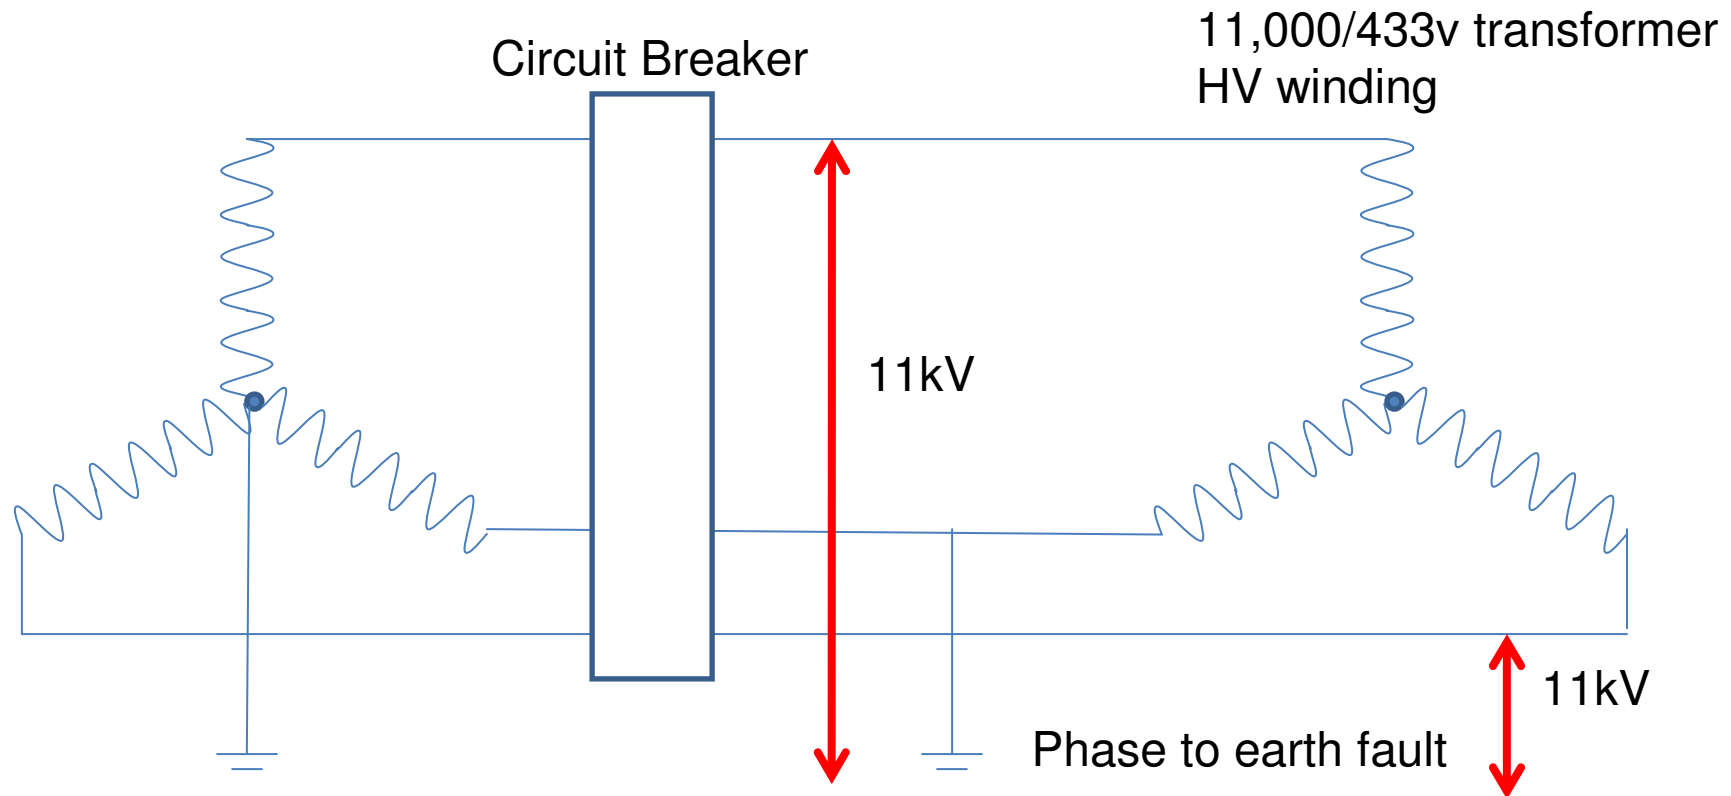 11,000/433v transformer
HV winding
Circuit Breaker
11kV
11kV
Phase to earth fault